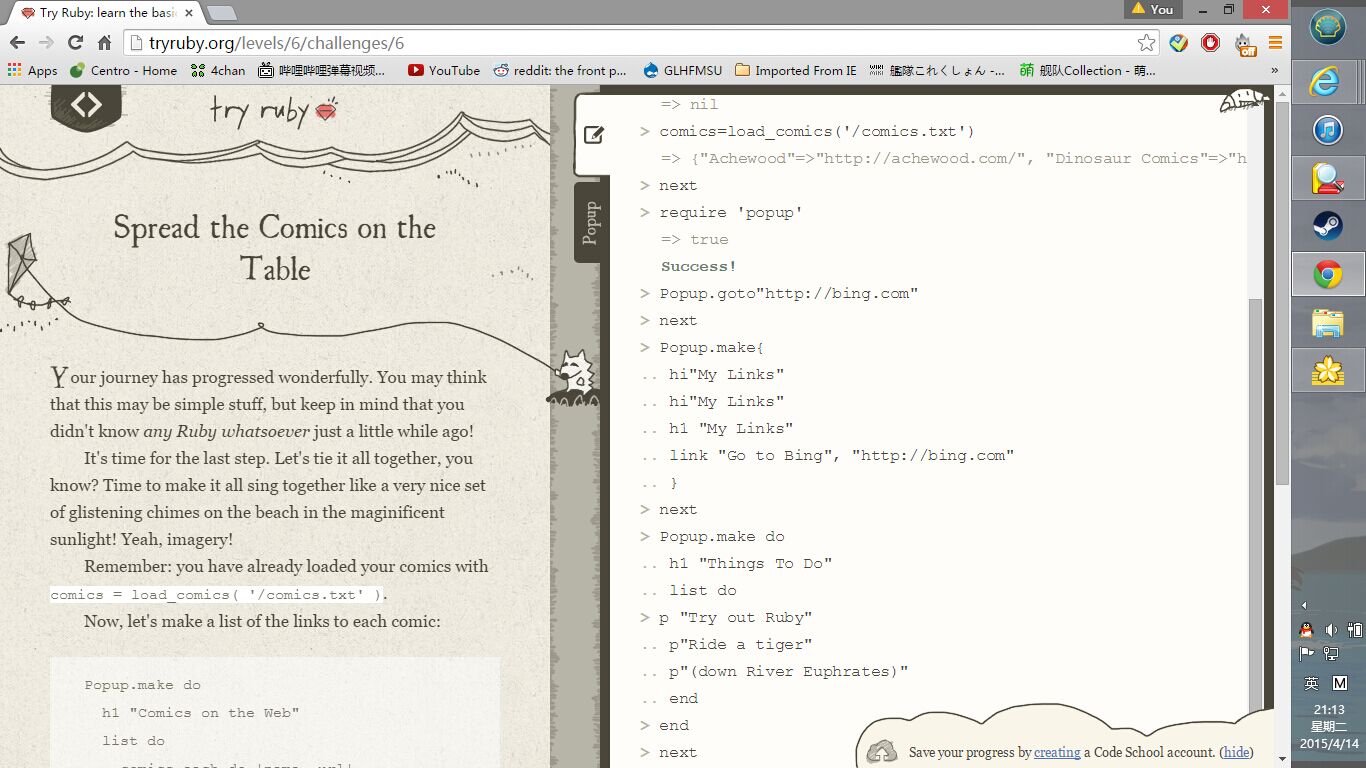 Try Ruby: learn the basi
You
tryruby.org/levels/6/challenges/6
off
Apps
Centro - Home
4chan
哔哩哔哩弹幕视频...
YouTube
reddit: the front p...
GLHFMSU
Imported From IE
WIKI WIKI
艦隊これくしょん -...
萌
舰队Collection - 萌...
»
try ruby
Spread the Comics on the
Table
Your journey has progressed wonderfully. You may think
that this may be simple stuff, but keep in mind that you
didn't know any Ruby whatsoever just a little while ago!
It's time for the last step. Let's tie it all together, you
know? Time to make it all sing together like a very nice set
of glistening chimes on the beach in the maginificent
sunlight! Yeah, imagery!
Remember: you have already loaded your comics with
comics = load_comics( '/comics.txt' ).
Now, let's make a list of the links to each comic:
Popup.make do
h1 "Comics on the Web"
list do
comics.each do |name, url|
Popup
=> nil
> comics=load_comics('/comics.txt')
=> {"Achewood"=>"http://achewood.com/", "Dinosaur Comics"=>"h
> next
> require 'popup'
=> true
Success!
> Popup.goto"http://bing.com"
> next
> Popup.make{
.. hi"My Links"
.. hi"My Links"
.. h1 "My Links"
.. link "Go to Bing", "http://bing.com"
.. }
> next
> Popup.make do
.. h1 "Things To Do"
.. list do
> p "Try out Ruby"
.. p"Ride a tiger"
.. p"(down River Euphrates)"
.. end
> end
> next
Save your progress by creating a Code School account. (hide)
英 M
21:13
星期二
2015/4/14